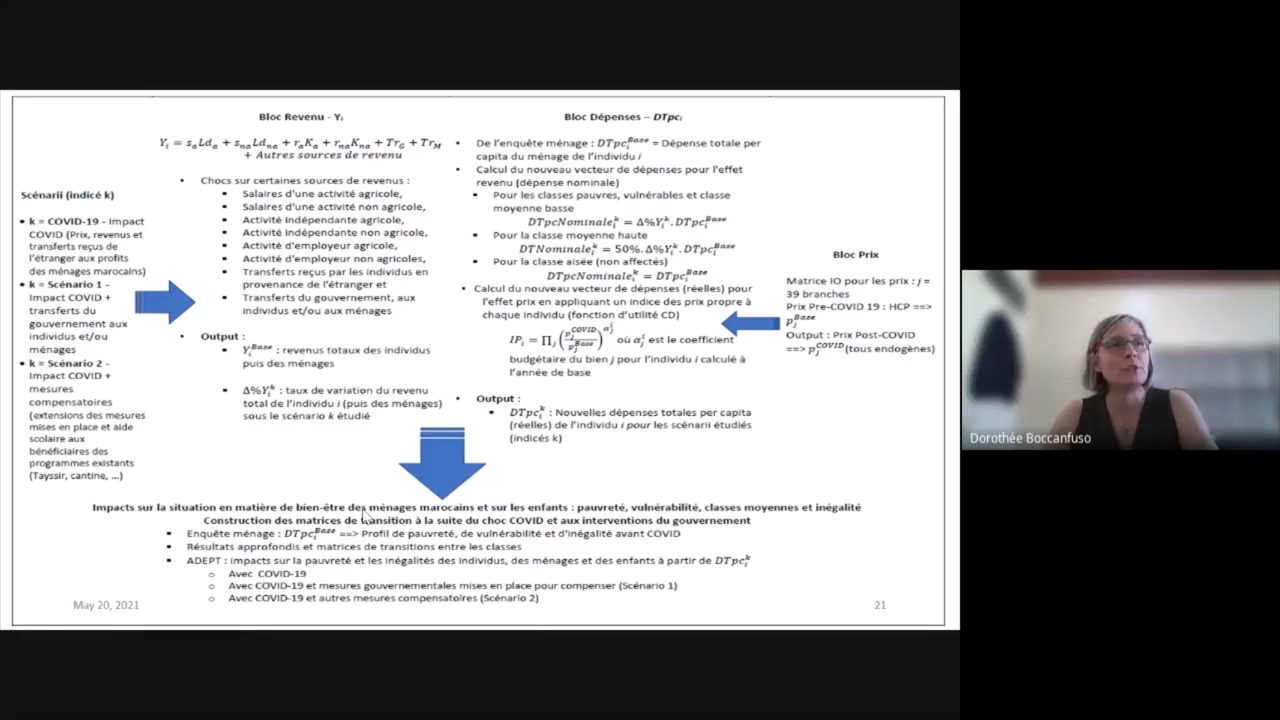 Scénarii (indicé k)
• k = COVID-19 - Impact
COVID (Prix, revenus et
transferts reçus de
l'étranger aux profits
des ménages marocains)
• k = Scénario 1 -
Impact COVID +
transferts du
gouvernement aux
individus et/ou
ménages
• k = Scénario 2 -
Impact COVID +
mesures
compensatoires
(extensions des mesures
mises en place et aide
scolaire aux
bénéficiaires des
programmes existants
(Tayssir, cantine, ...)
Bloc Revenu - Yᵢ
Yᵢ = sₐLdₐ + sₙₐLdₙₐ + rₐKₐ + rₙₐKₙₐ + Tr_G + Tr_M
+ Autres sources de revenu
• Chocs sur certaines sources de revenus :
▪ Salaires d'une activité agricole,
▪ Salaires d'une activité non agricole,
▪ Activité indépendante agricole,
▪ Activité indépendante non agricole,
▪ Activité d'employeur agricole,
▪ Activité d'employeur non agricoles,
▪ Transferts reçus par les individus en
provenance de l'étranger et
▪ Transferts du gouvernement, aux
individus et/ou aux ménages
• Output :
▪ Yᵢ^Base : revenus totaux des individus
puis des ménages
▪ Δ%Yᵢ^k : taux de variation du revenu
total de l'individu i (puis des ménages)
sous le scénario k étudié
Bloc Dépenses – DTpcᵢ
• De l'enquête ménage : DTpcᵢ^Base = Dépense totale per
capita du ménage de l'individu i
• Calcul du nouveau vecteur de dépenses pour l'effet
revenu (dépense nominale)
▪ Pour les classes pauvres, vulnérables et classe
moyenne basse
DTpcNominaleᵢ^k = Δ%Yᵢ^k. DTpcᵢ^Base
▪ Pour la classe moyenne haute
DTNominaleᵢ^k = 50%. Δ%Yᵢ^k. DTpcᵢ^Base
▪ Pour la classe aisée (non affectés)
DTpcNominaleᵢ^k = DTpcᵢ^Base
• Calcul du nouveau vecteur de dépenses (réelles) pour
l'effet prix en appliquant un indice des prix propre à
chaque individu (fonction d'utilité CD)
IPᵢ = ∏ⱼ (pⱼ^COVID / pⱼ^Base)^αⱼ^i où αⱼ^i est le coefficient
budgétaire du bien j pour l'individu i calculé à
l'année de base
• Output :
▪ DTpcᵢ^k : Nouvelles dépenses totales per capita
(réelles) de l'individu i pour les scénarii étudiés
(indicés k)
Bloc Prix
Matrice IO pour les prix : j =
39 branches
Prix Pre-COVID 19 : HCP ==>
pⱼ^Base
Output : Prix Post-COVID
==> pⱼ^COVID (tous endogènes)
Impacts sur la situation en matière de bien-être des ménages marocains et sur les enfants : pauvreté, vulnérabilité, classes moyennes et inégalité
Construction des matrices de transition à la suite du choc COVID et aux interventions du gouvernement
▪ Enquête ménage : DTpcᵢ^Base ==> Profil de pauvreté, de vulnérabilité et d'inégalité avant COVID
▪ Résultats approfondis et matrices de transitions entre les classes
▪ ADEPT : Impacts sur la pauvreté et les inégalités des individus, des ménages et des enfants à partir de DTpcᵢ^k
○ Avec COVID-19
○ Avec COVID-19 et mesures gouvernementales mises en place pour compenser (Scénario 1)
○ Avec COVID-19 et autres mesures compensatoires (Scénario 2)
May 20, 2021
21
Dorothée Boccanfuso